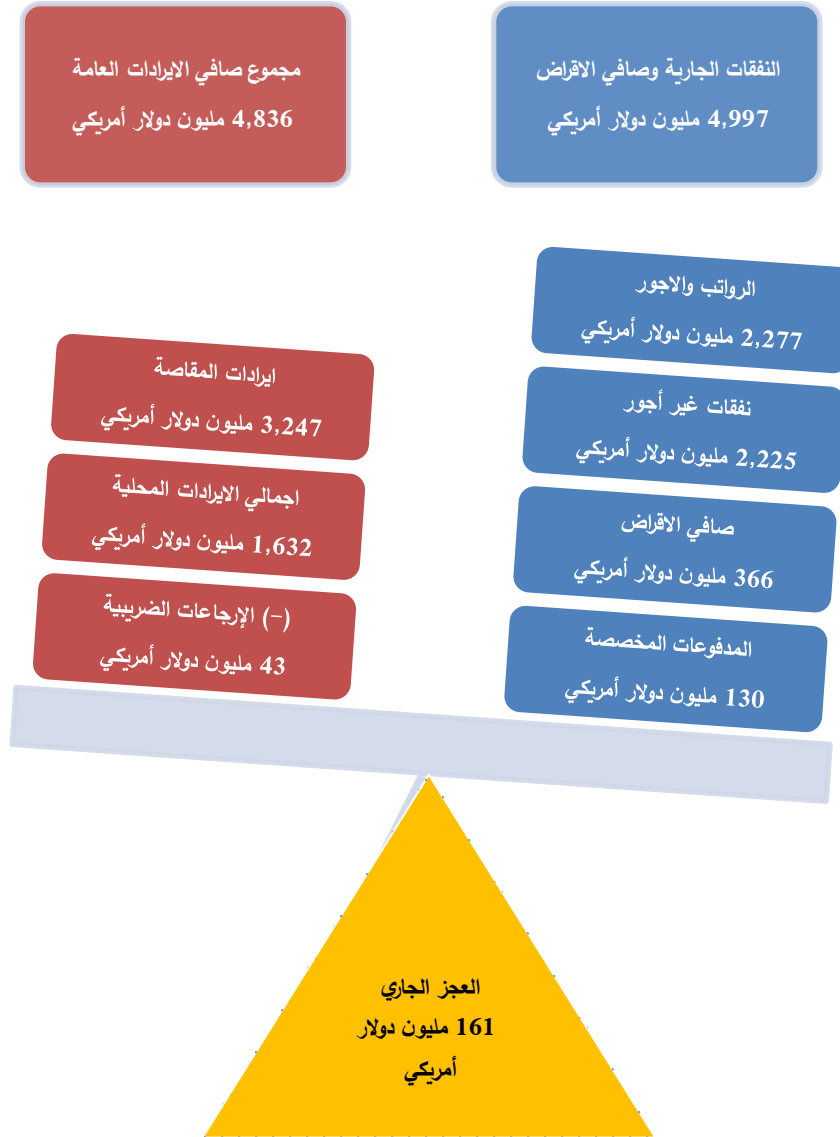 النفقات الجارية وصافي الاقراض
4,997 مليون دولار أمريكي
مجموع صافي الايرادات العامة
4,836 مليون دولار أمريكي
الرواتب والاجور
2,277 مليون دولار أمريكي
نفقات غير أجور
2,225 مليون دولار أمريكي
صافي الاقراض
366 مليون دولار أمريكي
المدفوعات المخصصة
130 مليون دولار أمريكي
ايرادات المقاصة
3,247 مليون دولار أمريكي
اجمالي الايرادات المحلية
1,632 مليون دولار أمريكي
(-) الإرجاعات الضريبية
43 مليون دولار أمريكي
العجز الجاري
161 مليون دولار
أمريكي